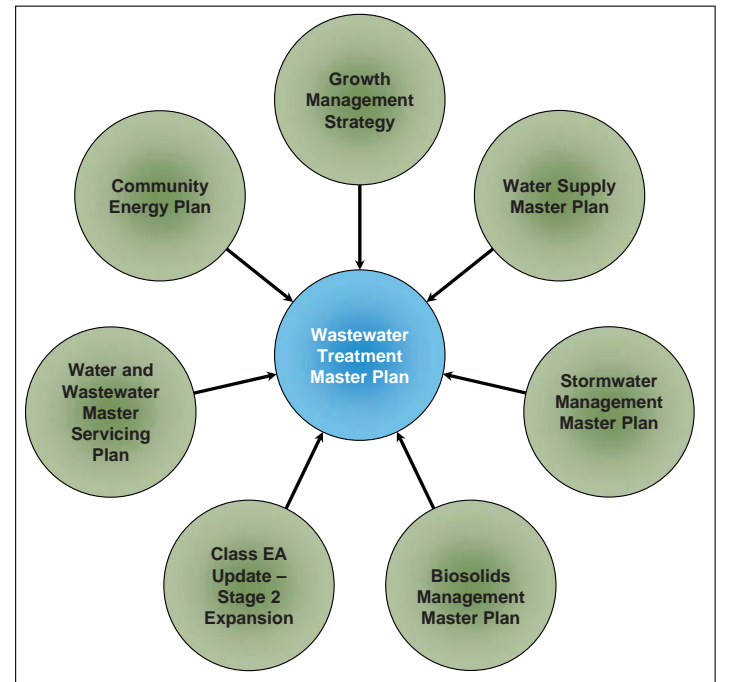 Growth
Management
Strategy
Community
Energy Plan
Water Supply
Master Plan
Wastewater
Treatment
Master Plan
Water and
Wastewater
Master
Servicing
Plan
Stormwater
Management
Master Plan
Class EA
Update –
Stage 2
Expansion
Biosolids
Management
Master Plan